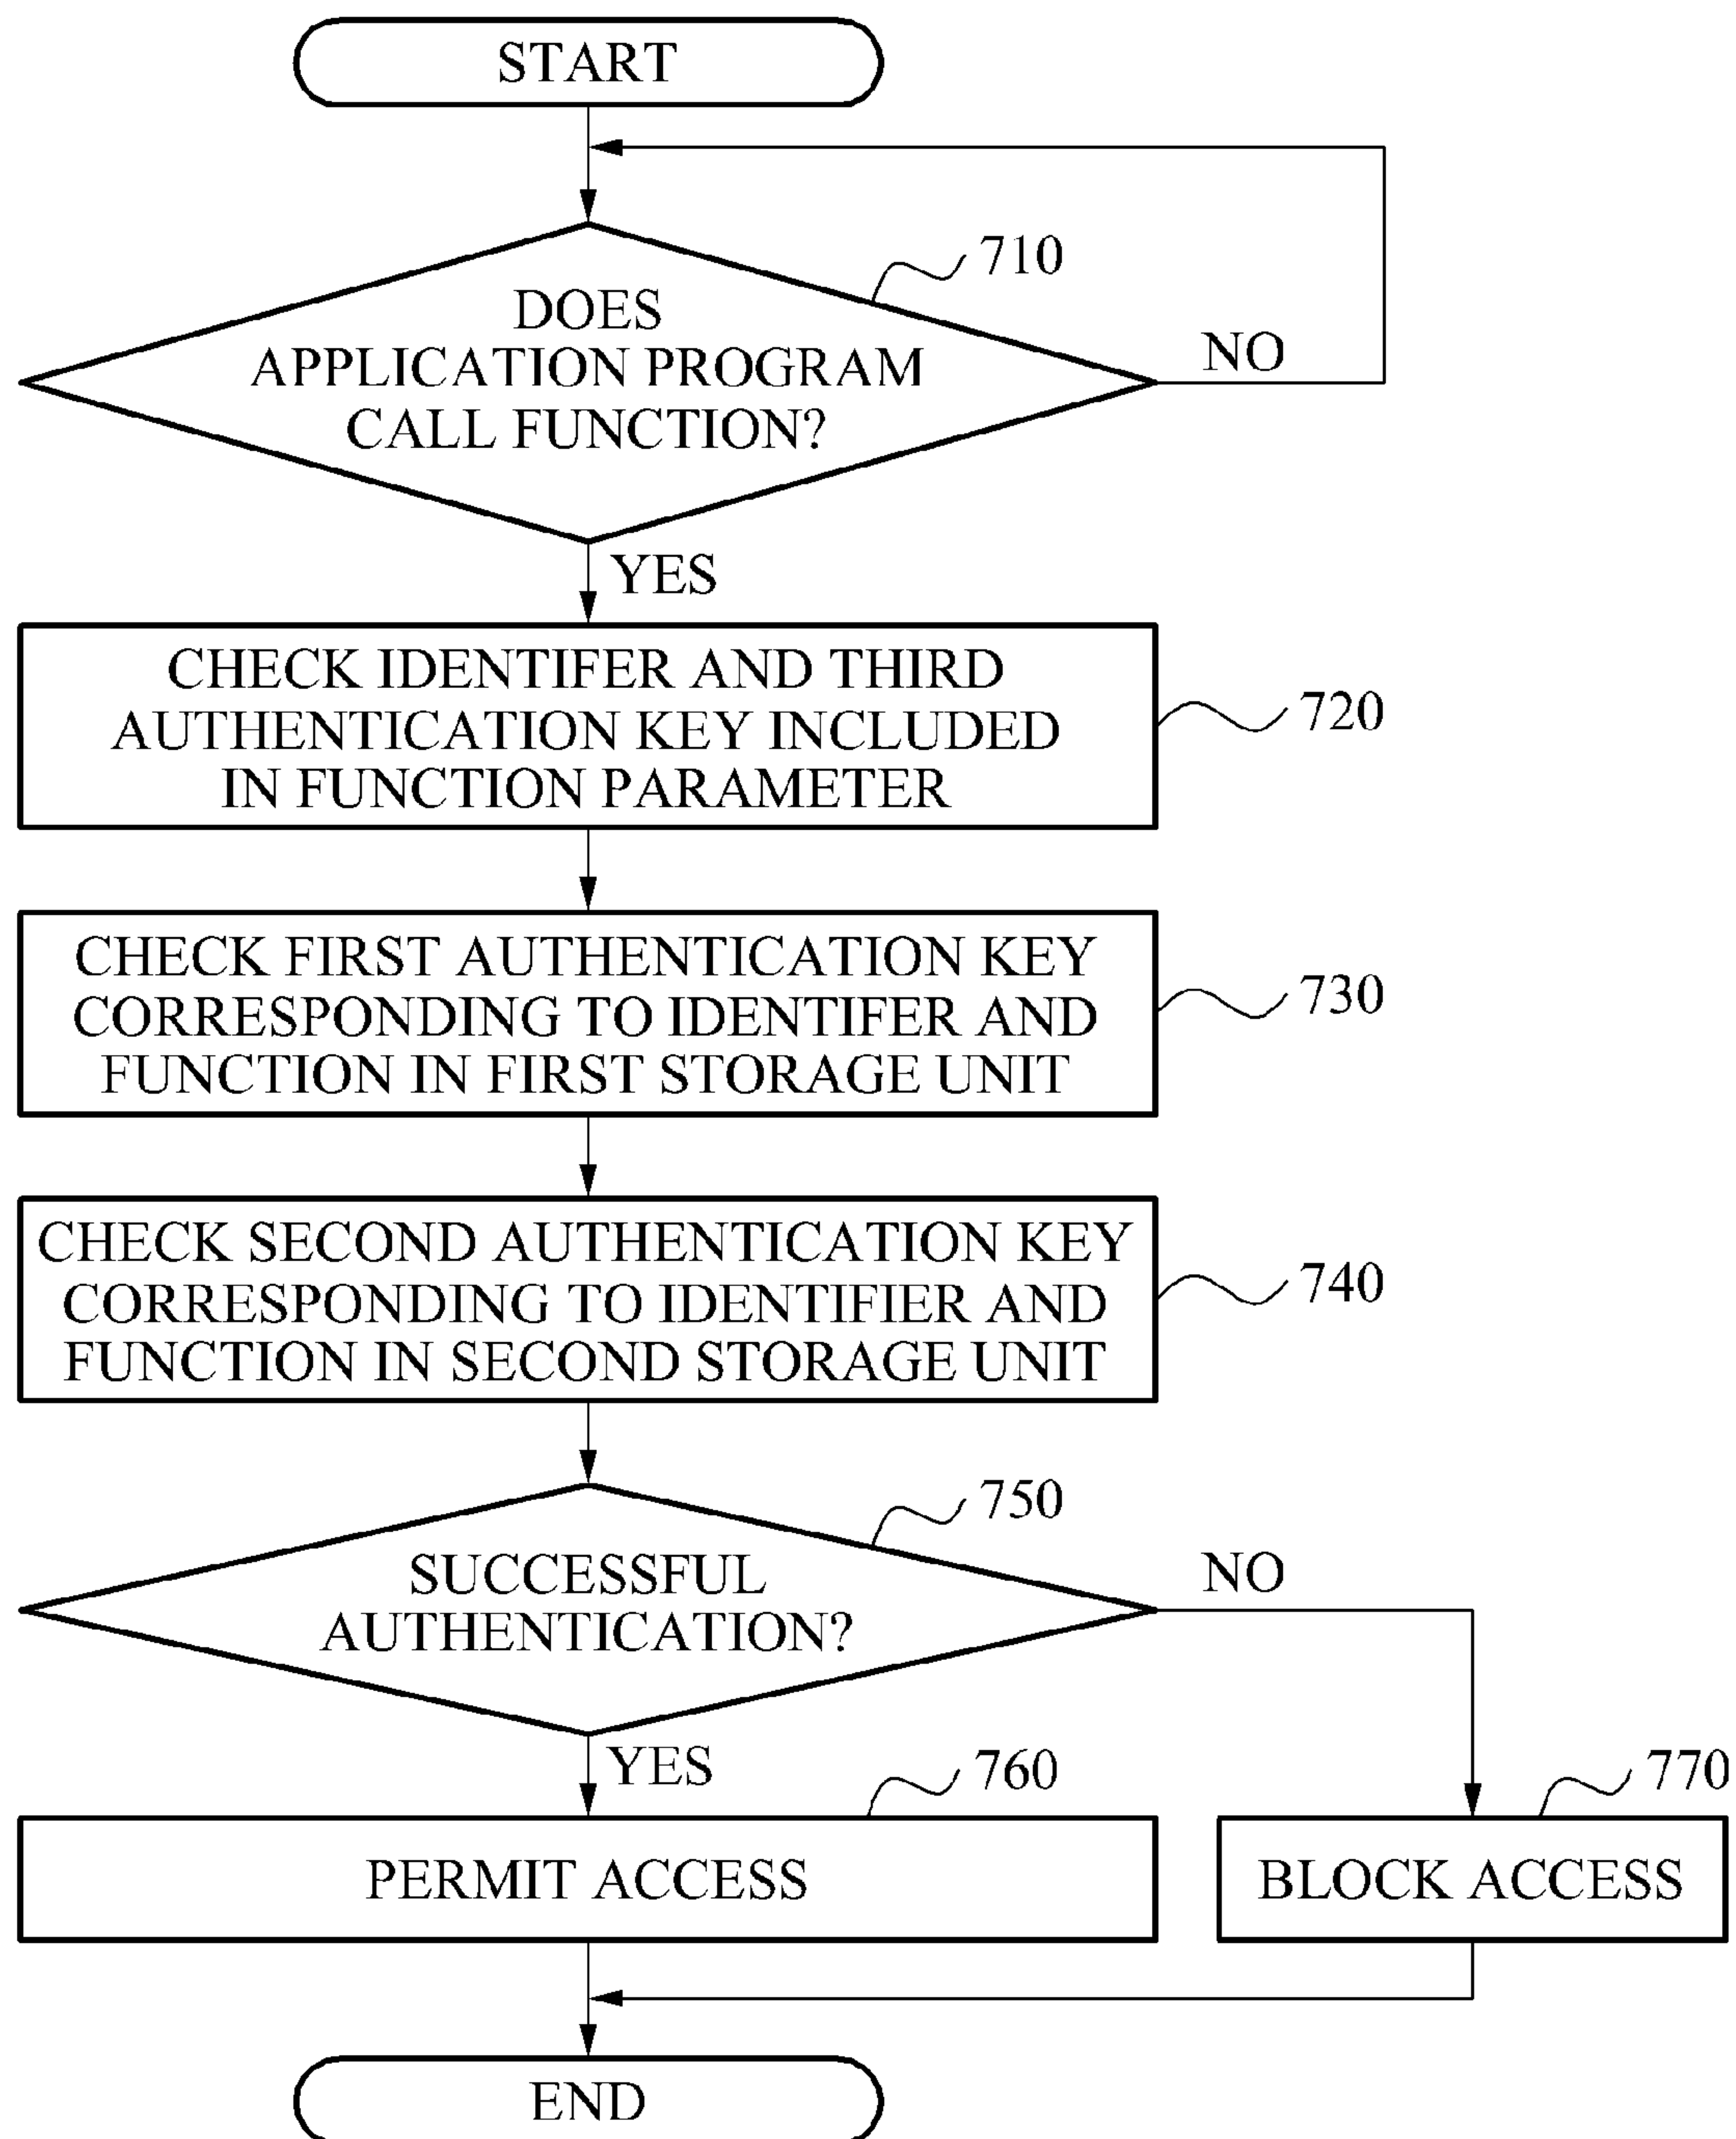 START
710
DOES
APPLICATION PROGRAM
CALL FUNCTION?
NO
YES
CHECK IDENTIFER AND THIRD
AUTHENTICATION KEY INCLUDED
IN FUNCTION PARAMETER
720
CHECK FIRST AUTHENTICATION KEY
CORRESPONDING TO IDENTIFER AND
FUNCTION IN FIRST STORAGE UNIT
730
CHECK SECOND AUTHENTICATION KEY
CORRESPONDING TO IDENTIFIER AND
FUNCTION IN SECOND STORAGE UNIT
740
750
SUCCESSFUL
AUTHENTICATION?
NO
YES
760
770
PERMIT ACCESS
BLOCK ACCESS
END